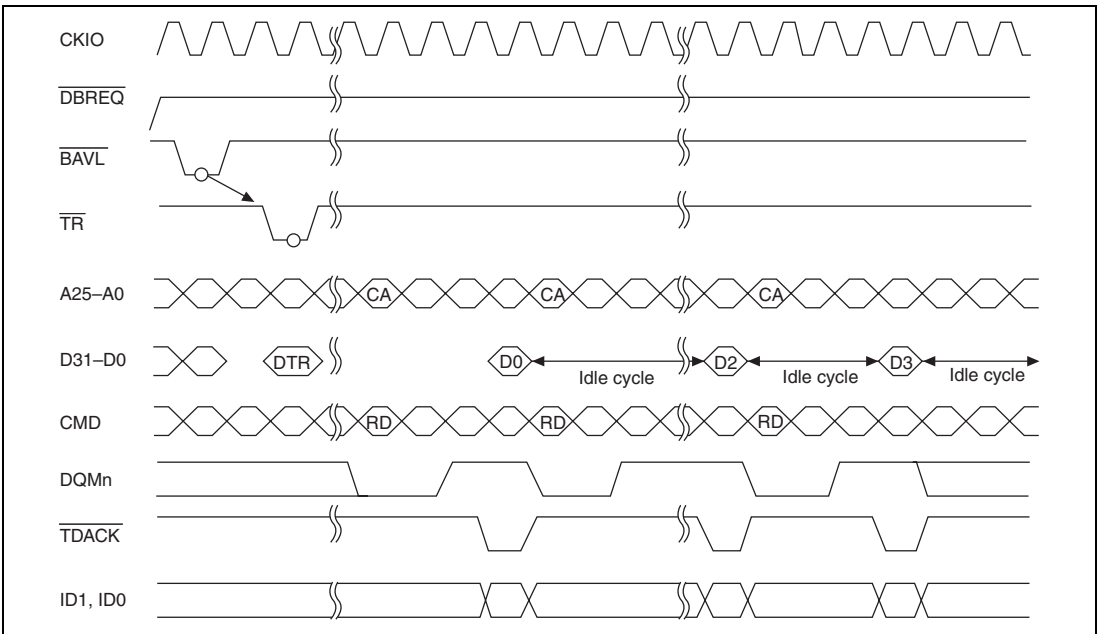 CKIO
DBREQ
BAVL
TR
A25–A0 CA CA CA
D31–D0 DTR D0 Idle cycle D2 Idle cycle D3 Idle cycle
CMD RD RD RD
DQMn
TDACK
ID1, ID0